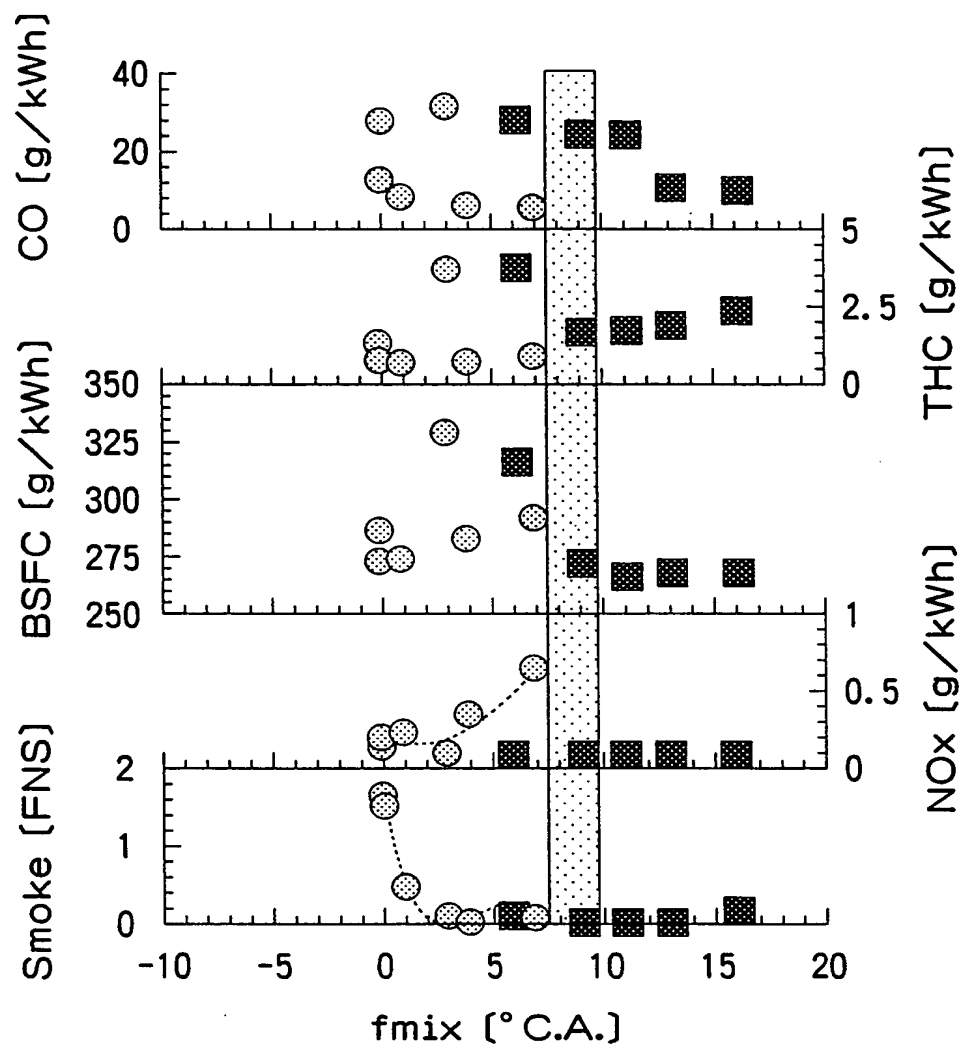 CO [g/kWh]
40
20
0
THC [g/kWh]
5
2.5
0
BSFC [g/kWh]
350
325
300
275
250
NOx [g/kWh]
1
0.5
0
Smoke [FNS]
2
1
0
-10 -5 0 5 10 15 20
fmix [° C.A.]